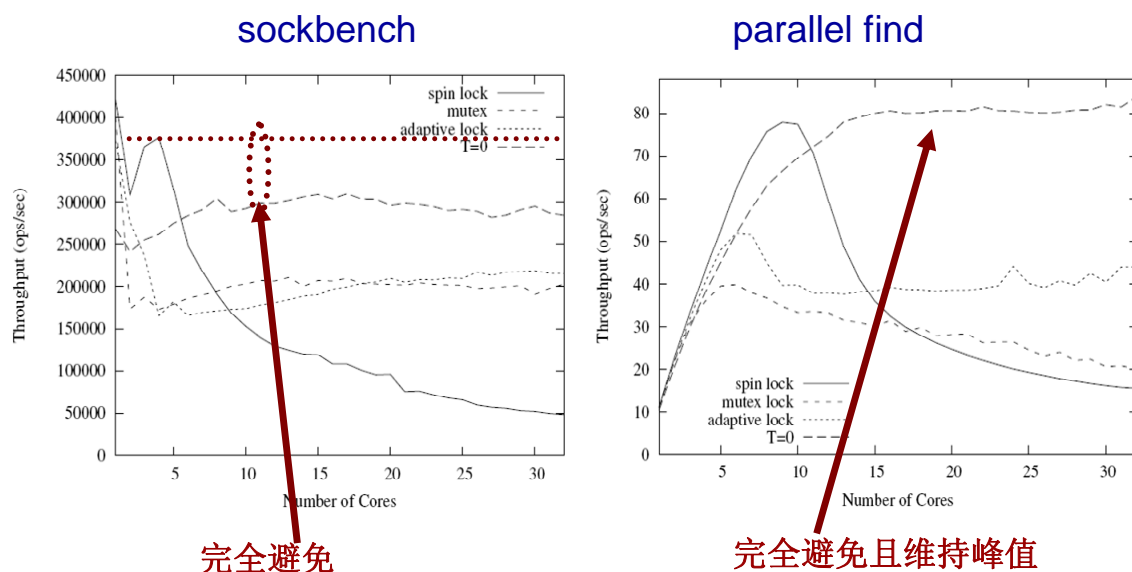 sockbench
450000
400000
350000
300000
250000
200000
150000
100000
50000
0
Throughput (ops/sec)
spin lock
mutex
adaptive lock
T=0
5
10
15
20
25
30
Number of Cores
完全避免
parallel find
80
70
60
50
40
30
20
10
0
Throughput (ops/sec)
spin lock
mutex lock
adaptive lock
T=0
5
10
15
20
25
30
Number of Cores
完全避免且维持峰值